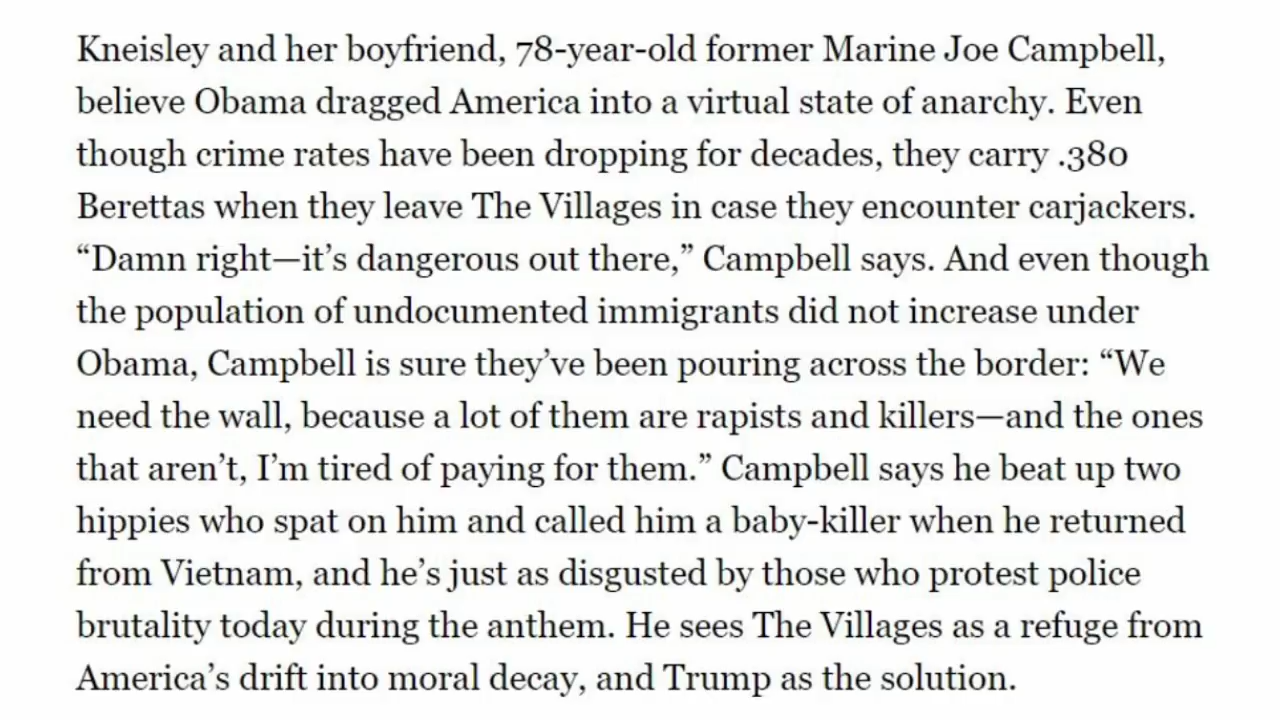 Kneisley and her boyfriend, 78-year-old former Marine Joe Campbell,
believe Obama dragged America into a virtual state of anarchy. Even
though crime rates have been dropping for decades, they carry .380
Berettas when they leave The Villages in case they encounter carjackers.
“Damn right—it’s dangerous out there,” Campbell says. And even though
the population of undocumented immigrants did not increase under
Obama, Campbell is sure they’ve been pouring across the border: “We
need the wall, because a lot of them are rapists and killers—and the ones
that aren’t, I’m tired of paying for them.” Campbell says he beat up two
hippies who spat on him and called him a baby-killer when he returned
from Vietnam, and he’s just as disgusted by those who protest police
brutality today during the anthem. He sees The Villages as a refuge from
America’s drift into moral decay, and Trump as the solution.